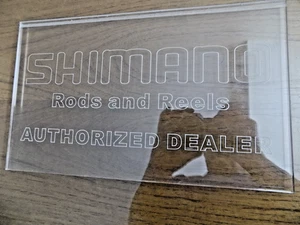 SHIMANO
Rods and Reels
AUTHORIZED DEALER